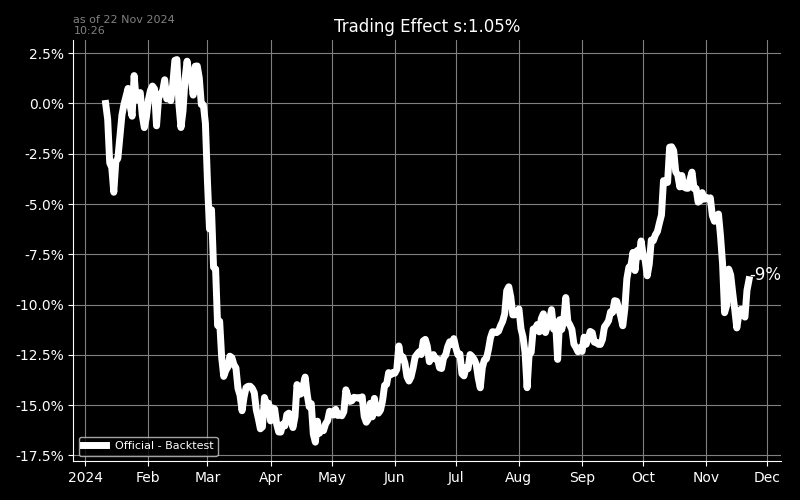 as of 22 Nov 2024
10:26
Trading Effect s:1.05%
2.5%
0.0%
-2.5%
-5.0%
-7.5%
-9%
-10.0%
-12.5%
-15.0%
-17.5%
Official - Backtest
2024 Feb Mar Apr May Jun Jul Aug Sep Oct Nov Dec